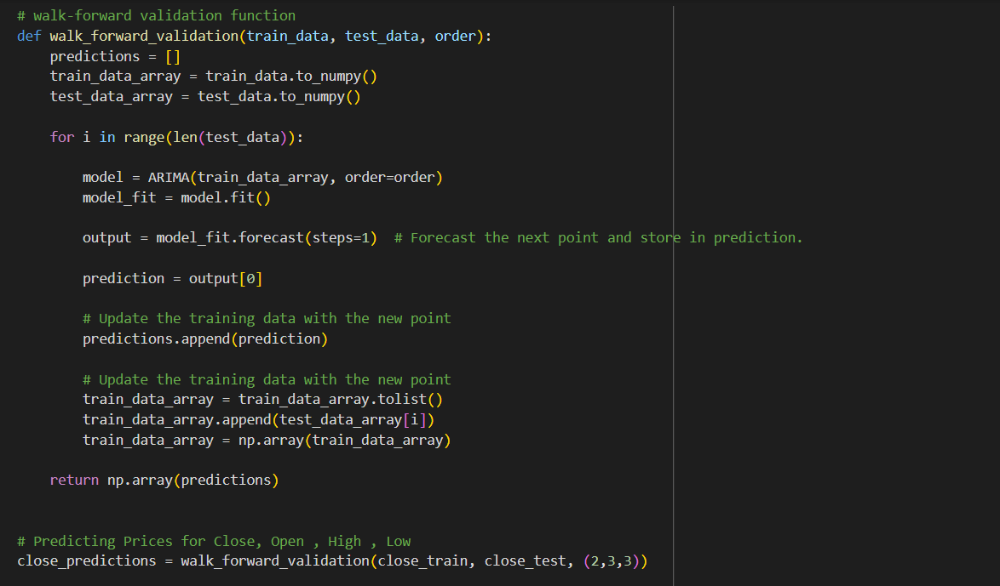 # walk-forward validation function
def walk_forward_validation(train_data, test_data, order):
    predictions = []
    train_data_array = train_data.to_numpy()
    test_data_array = test_data.to_numpy()

    for i in range(len(test_data)):

        model = ARIMA(train_data_array, order=order)
        model_fit = model.fit()

        output = model_fit.forecast(steps=1)  # Forecast the next point and store in prediction.

        prediction = output[0]

        # Update the training data with the new point
        predictions.append(prediction)

        # Update the training data with the new point
        train_data_array = train_data_array.tolist()
        train_data_array.append(test_data_array[i])
        train_data_array = np.array(train_data_array)

    return np.array(predictions)


# Predicting Prices for Close, Open , High , Low
close_predictions = walk_forward_validation(close_train, close_test, (2,3,3))